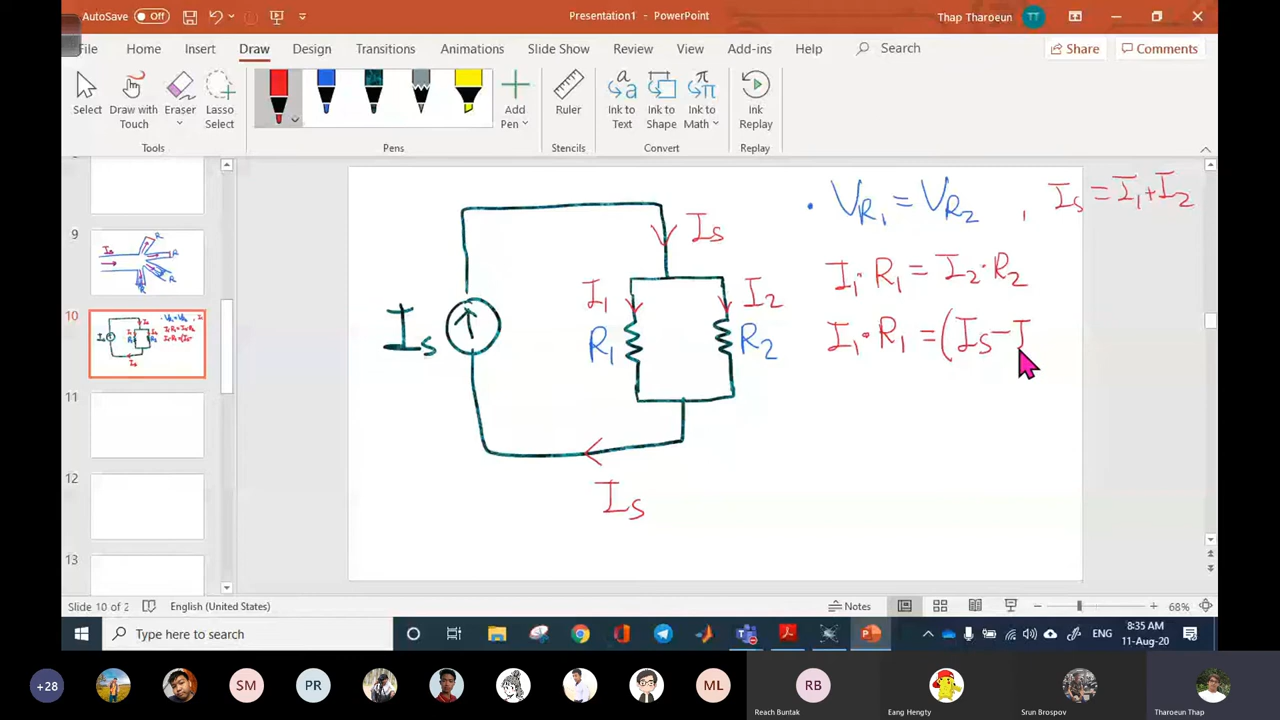 AutoSave Off
Presentation1 - PowerPoint
Thap Tharoeun TT
File Home Insert Draw Design Transitions Animations Slide Show Review View Add-ins Help Search Share Comments
Select Draw with Touch Eraser Lasso Select Add Pen Ruler Ink to Text Ink to Shape Ink to Math Ink Replay
Tools Pens Stencils Convert Replay
9
10
11
12
13
• VR1 = VR2 , Is = I1 + I2
Is
I1 · R1 = I2 · R2
I1 I2
Is R1 R2
I1 · R1 = (Is - I
Is
Slide 10 of 2 English (United States) Notes 68%
Type here to search
ENG
8:35 AM
11-Aug-20
+28 SM PR ML RB
Reach Buntak Eang Hengty Srun Brospov Tharoeun Thap